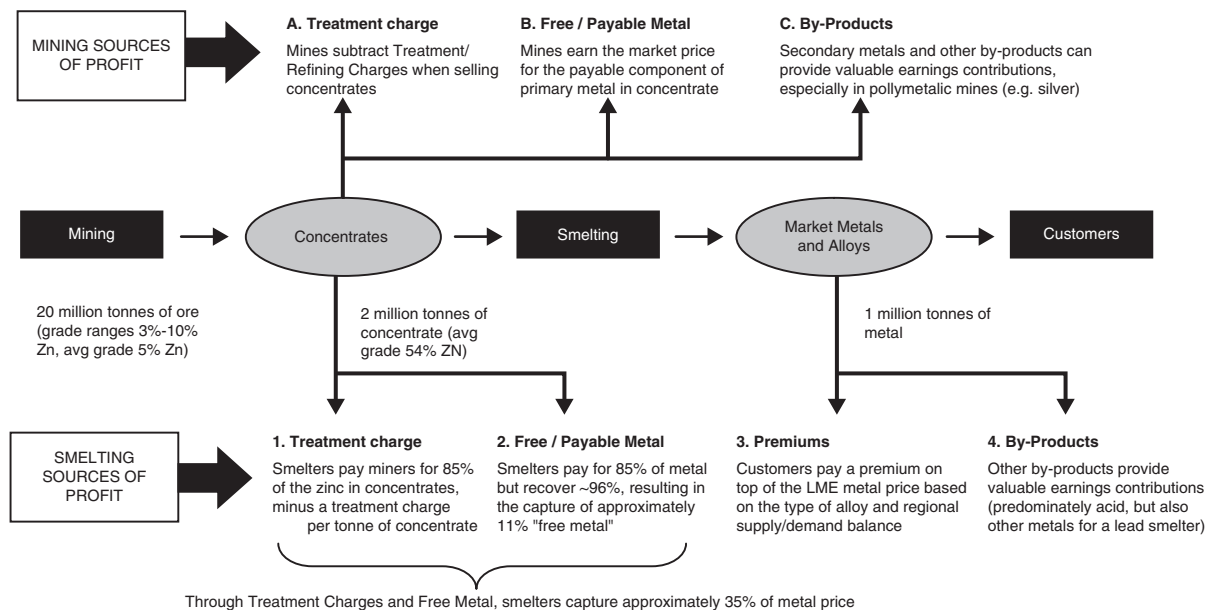 MINING SOURCES
OF PROFIT
A. Treatment charge
Mines subtract Treatment/
Refining Charges when selling
concentrates
B. Free / Payable Metal
Mines earn the market price
for the payable component of
primary metal in concentrate
C. By-Products
Secondary metals and other by-products can
provide valuable earnings contributions,
especially in pollymetalic mines (e.g. silver)
Mining
Concentrates
Smelting
Market Metals
and Alloys
Customers
20 million tonnes of ore
(grade ranges 3%-10%
Zn, avg grade 5% Zn)
2 million tonnes of
concentrate (avg
grade 54% ZN)
1 million tonnes of
metal
SMELTING
SOURCES OF
PROFIT
1. Treatment charge
Smelters pay miners for 85%
of the zinc in concentrates,
minus a treatment charge
per tonne of concentrate
2. Free / Payable Metal
Smelters pay for 85% of metal
but recover ~96%, resulting in
the capture of approximately
11% "free metal"
3. Premiums
Customers pay a premium on
top of the LME metal price based
on the type of alloy and regional
supply/demand balance
4. By-Products
Other by-products provide
valuable earnings contributions
(predominately acid, but also
other metals for a lead smelter)
Through Treatment Charges and Free Metal, smelters capture approximately 35% of metal price